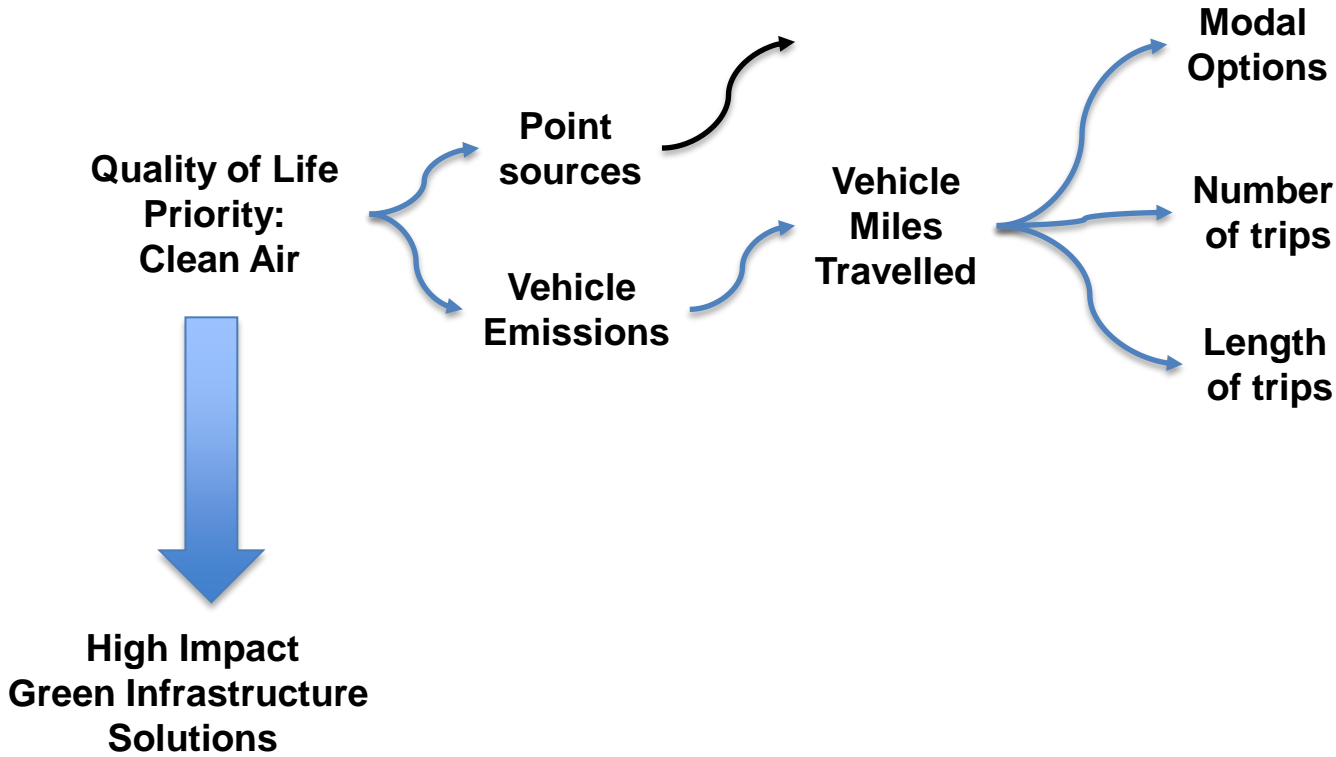 Quality of Life
Priority:
Clean Air
Point
sources
Vehicle
Emissions
Vehicle
Miles
Travelled
Modal
Options
Number
of trips
Length
of trips
High Impact
Green Infrastructure
Solutions